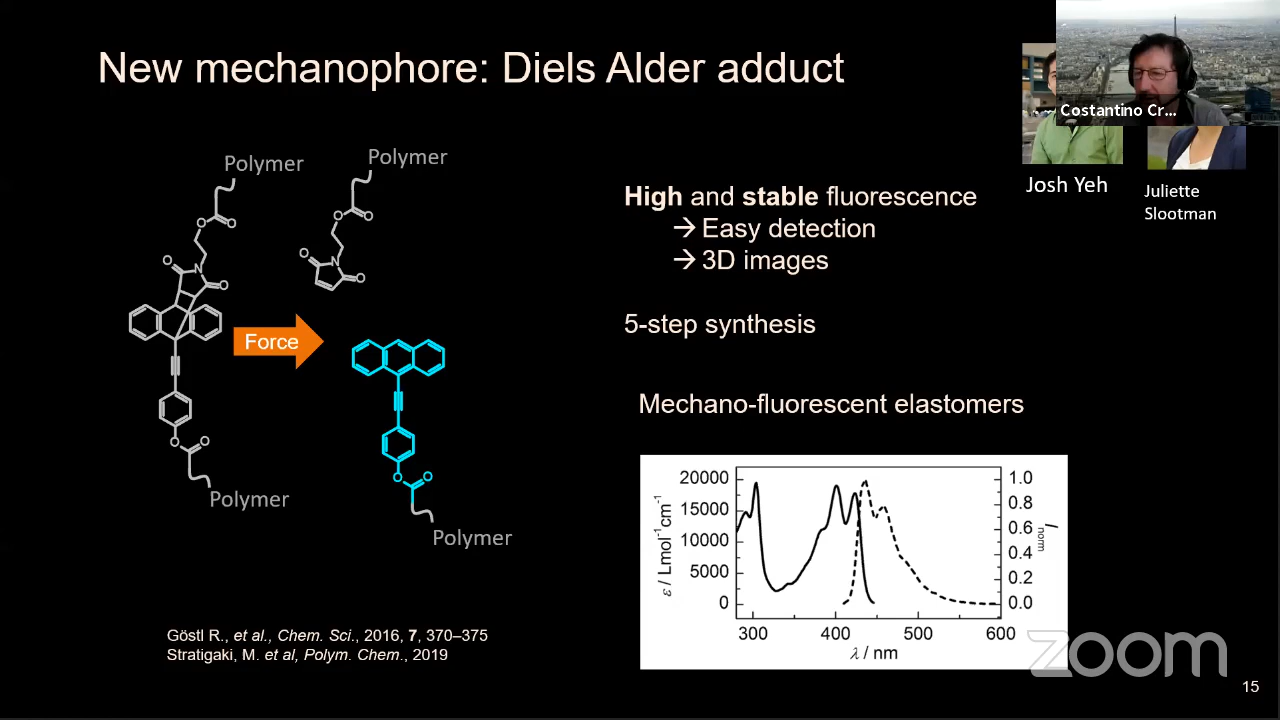 New mechanophore: Diels Alder adduct
Costantino Cr...
Josh Yeh
Juliette
Slootman
Polymer
Polymer
O
O
O
N
O
O
O
O
N
O
O
Force
O
O
Polymer
O
O
Polymer
High and stable fluorescence
→ Easy detection
→ 3D images
5-step synthesis
Mechano-fluorescent elastomers
20000
15000
10000
5000
0
ε / Lmol⁻¹cm⁻¹
1.0
0.8
0.6
0.4
0.2
0.0
I norm
300
400
500
600
λ / nm
Göstl R., et al., Chem. Sci., 2016, 7, 370–375
Stratigaki, M. et al, Polym. Chem., 2019
zoom
15